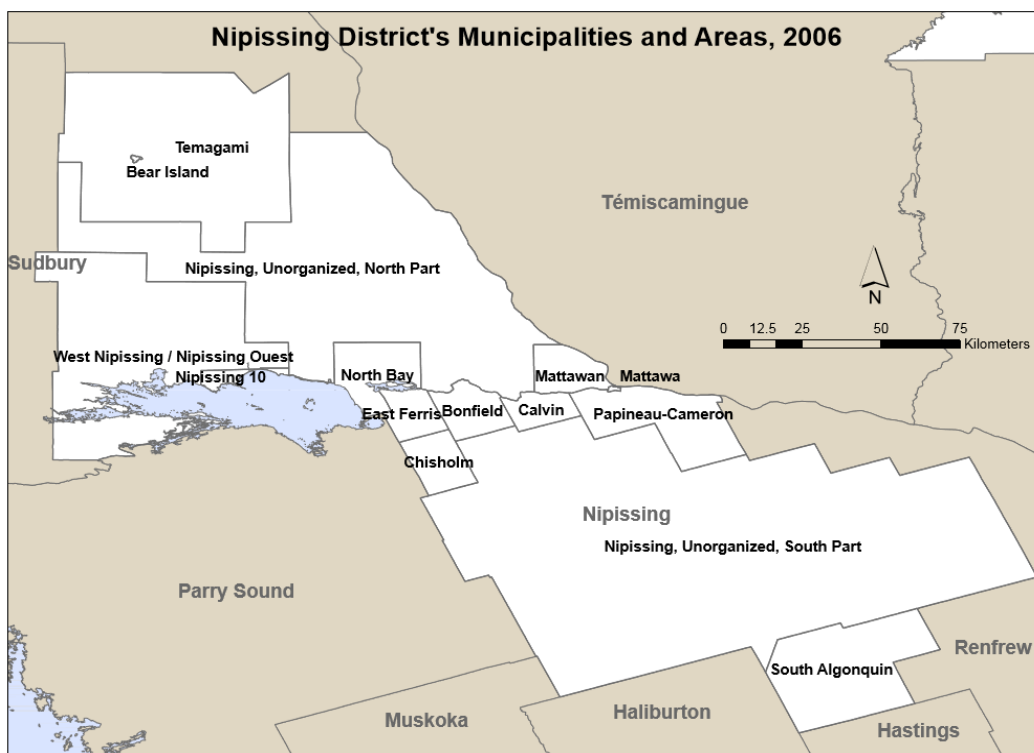 Nipissing District's Municipalities and Areas, 2006
Temagami
Bear Island
Témiscamingue
Sudbury
Nipissing, Unorganized, North Part
N
0 12.5 25 50 75
Kilometers
West Nipissing / Nipissing Ouest
Nipissing 10
North Bay
Mattawan
Mattawa
East Ferris
Bonfield
Calvin
Papineau-Cameron
Chisholm
Nipissing
Nipissing, Unorganized, South Part
Parry Sound
Renfrew
South Algonquin
Muskoka
Haliburton
Hastings